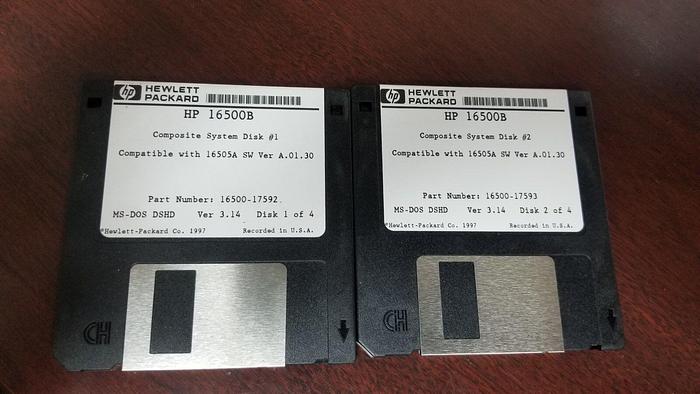 hp HEWLETT
PACKARD
HP 16500B
Composite System Disk #1
Compatible with 16505A SW Ver A.01.30
Part Number: 16500-17592
MS-DOS DSHD Ver 3.14 Disk 1 of 4
©Hewlett-Packard Co. 1997 Recorded in U.S.A.
hp HEWLETT
PACKARD
HP 16500B
Composite System Disk #2
Compatible with 16505A SW Ver A.01.30
Part Number: 16500-17593
MS-DOS DSHD Ver 3.14 Disk 2 of 4
©Hewlett-Packard Co. 1997 Recorded in U.S.A.